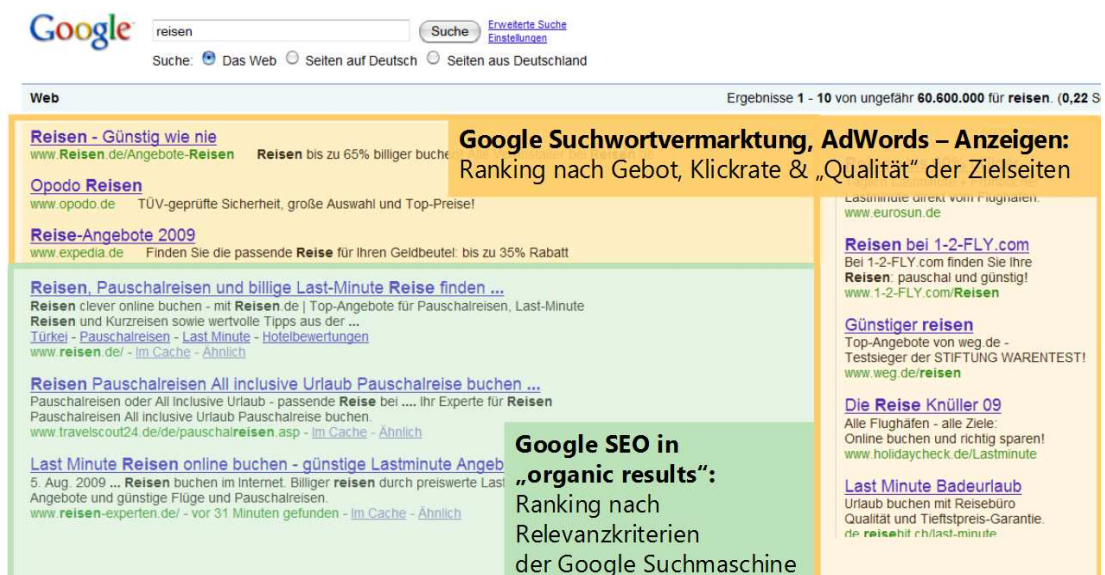 Google
reisen
Suche
Erweiterte Suche
Einstellungen
Suche: Das Web Seiten auf Deutsch Seiten aus Deutschland
Web
Ergebnisse 1 - 10 von ungefähr 60.600.000 für reisen. (0,22 S
Reisen - Günstig wie nie
www.Reisen.de/Angebote-Reisen Reisen bis zu 65% billiger buche
Opodo Reisen
www.opodo.de TÜV-geprüfte Sicherheit, große Auswahl und Top-Preise!
Reise-Angebote 2009
www.expedia.de Finden Sie die passende Reise für Ihren Geldbeutel: bis zu 35% Rabatt
Google Suchwortvermarktung, AdWords – Anzeigen:
Ranking nach Gebot, Klickrate & „Qualität“ der Zielseiten
Reisen, Pauschalreisen und billige Last-Minute Reise finden ...
Reisen clever online buchen - mit Reisen.de | Top-Angebote für Pauschalreisen, Last-Minute
Reisen und Kurzreisen sowie wertvolle Tipps aus der ...
Türkei - Pauschalreisen - Last Minute - Hotelbewertungen
www.reisen.de/ - Im Cache - Ähnlich
Reisen Pauschalreisen All inclusive Urlaub Pauschalreise buchen ...
Pauschalreisen oder All Inclusive Urlaub - passende Reise bei .... Ihr Experte für Reisen
Pauschalreisen All inclusive Urlaub Pauschalreise buchen.
www.travelscout24.de/de/pauschalreisen.asp - Im Cache - Ähnlich
Last Minute Reisen online buchen - günstige Lastminute Angeb
5. Aug. 2009 ... Reisen buchen im Internet. Billiger reisen durch preiswerte Las
Angebote und günstige Flüge und Pauschalreisen.
www.reisen-experten.de/ - vor 31 Minuten gefunden - Im Cache - Ähnlich
Google SEO in
„organic results“:
Ranking nach
Relevanzkriterien
der Google Suchmaschine
Lastminute direkt vom Flughafen.
www.eurosun.de
Reisen bei 1-2-FLY.com
Bei 1-2-FLY.com finden Sie Ihre
Reisen: pauschal und günstig!
www.1-2-FLY.com/Reisen
Günstiger reisen
Top-Angebote von weg.de -
Testsieger der STIFTUNG WARENTEST!
www.weg.de/reisen
Die Reise Knüller 09
Alle Flughäfen - alle Ziele:
Online buchen und richtig sparen!
www.holidaycheck.de/Lastminute
Last Minute Badeurlaub
Urlaub buchen mit Reisebüro
Qualität und Tieftstpreis-Garantie.
de.reisebit.ch/last-minute